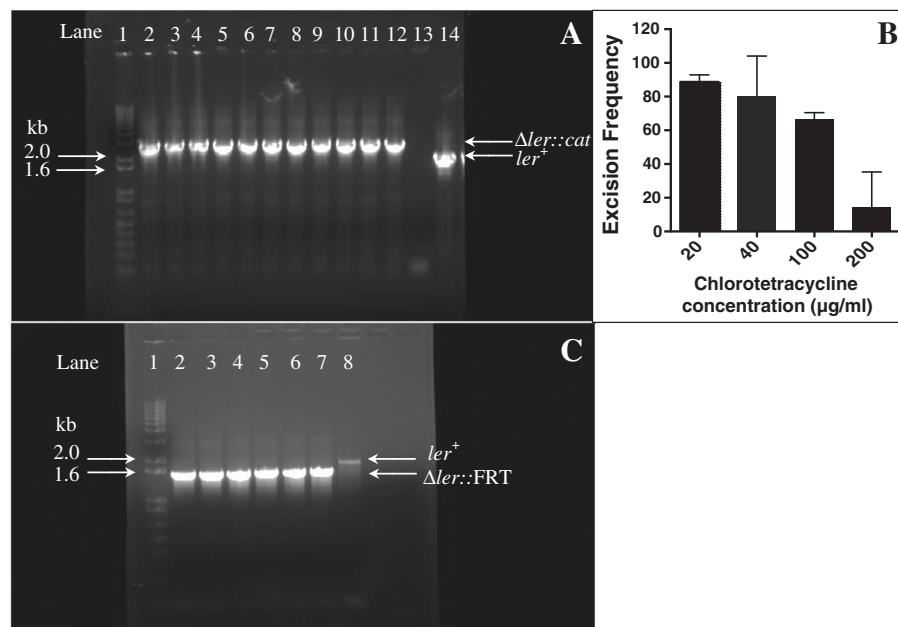 Lane 1 2 3 4 5 6 7 8 9 10 11 12 13 14
A
kb
2.0
1.6
Δler::cat
ler⁺
B
Excision Frequency
120
100
80
60
40
20
0
20 40 100 200
Chlorotetracycline
concentration (µg/ml)
C
Lane 1 2 3 4 5 6 7 8
kb
2.0
1.6
ler⁺
Δler::FRT